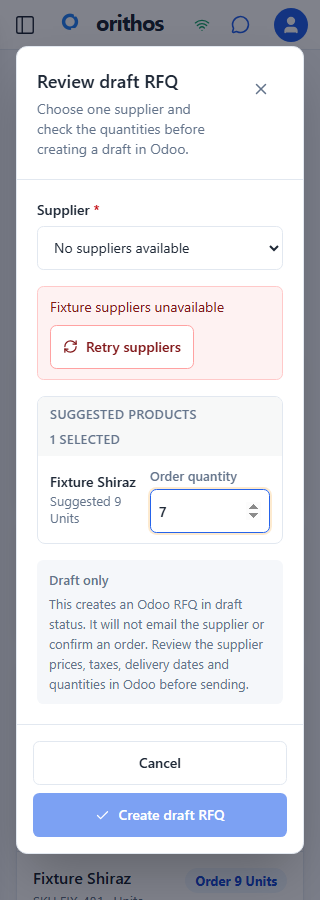 orithos
Review draft RFQ
Choose one supplier and
check the quantities before
creating a draft in Odoo.
Supplier *
No suppliers available
Fixture suppliers unavailable
Retry suppliers
SUGGESTED PRODUCTS
1 SELECTED
Fixture Shiraz
Suggested 9
Units
Order quantity
7
Draft only
This creates an Odoo RFQ in draft
status. It will not email the supplier or
confirm an order. Review the supplier
prices, taxes, delivery dates and
quantities in Odoo before sending.
Cancel
Create draft RFQ
Fixture Shiraz
Order 9 Units